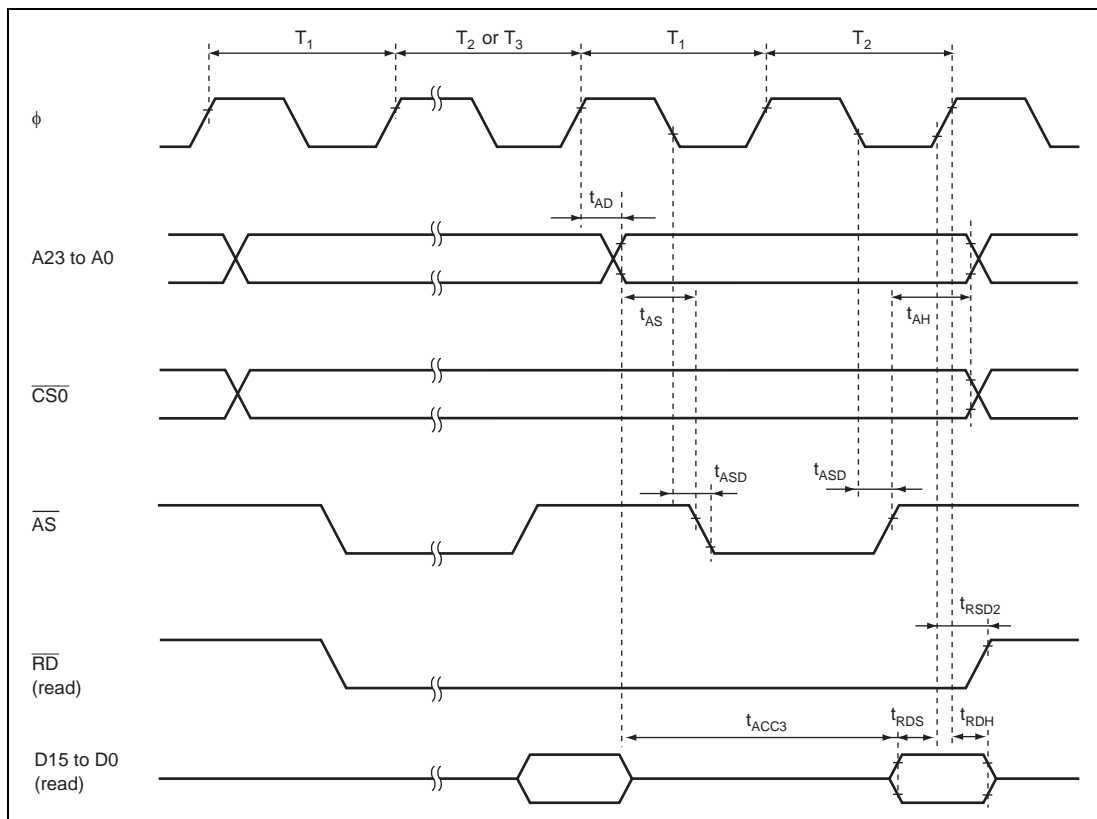 T1 T2 or T3 T1 T2
ϕ
tAD
A23 to A0
tAS tAH
CS0
tASD tASD
AS
tRSD2
RD
(read)
tACC3 tRDS tRDH
D15 to D0
(read)